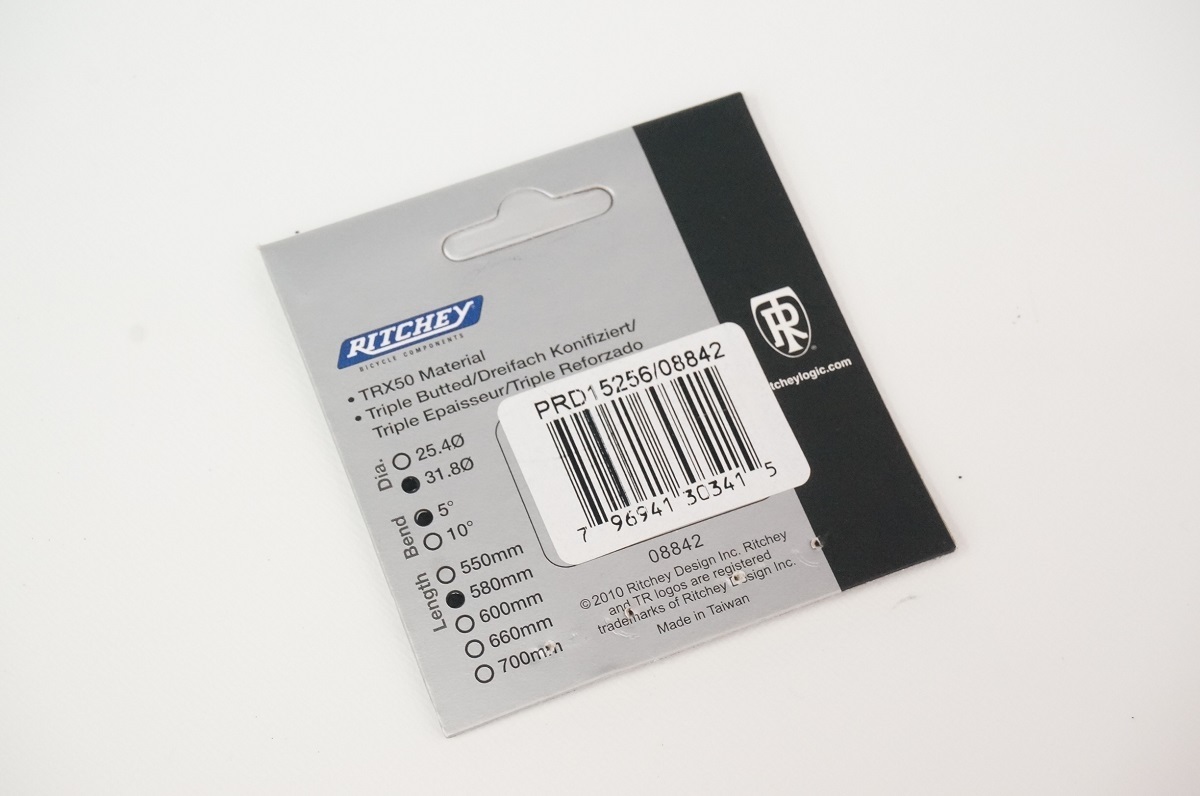 RITCHEY
BICYCLE COMPONENTS
• TRX50 Material
• Triple Butted/Dreifach Konifiziert/
Triple Epaisseur/Triple Reforzado
Dia.
25.4Ø
31.8Ø
Bend
5°
10°
Length
550mm
580mm
600mm
660mm
700mm
PRD15256/08842
7 96941 30341 5
08842
©2010 Ritchey Design Inc. Ritchey
and TR logos are registered
trademarks of Ritchey Design Inc.
Made in Taiwan
TR®
tcheylogic.com